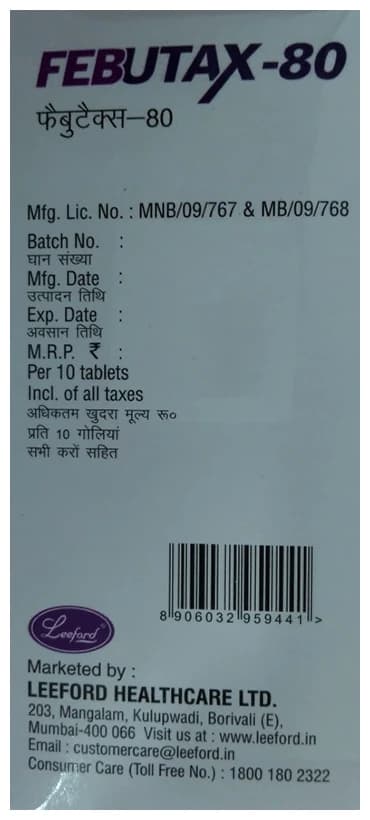 FEBUTAX-80
फैबुटैक्स–80
Mfg. Lic. No. : MNB/09/767 & MB/09/768
Batch No. :
घान संख्या
Mfg. Date :
उत्पादन तिथि
Exp. Date :
अवसान तिथि
M.R.P. ₹ :
Per 10 tablets
Incl. of all taxes
अधिकतम खुदरा मूल्य रू०
प्रति 10 गोलियां
सभी करों सहित
8 906032 959441 >
Leeford
Marketed by :
LEEFORD HEALTHCARE LTD.
203, Mangalam, Kulupwadi, Borivali (E),
Mumbai-400 066 Visit us at : www.leeford.in
Email : customercare@leeford.in
Consumer Care (Toll Free No.) : 1800 180 2322